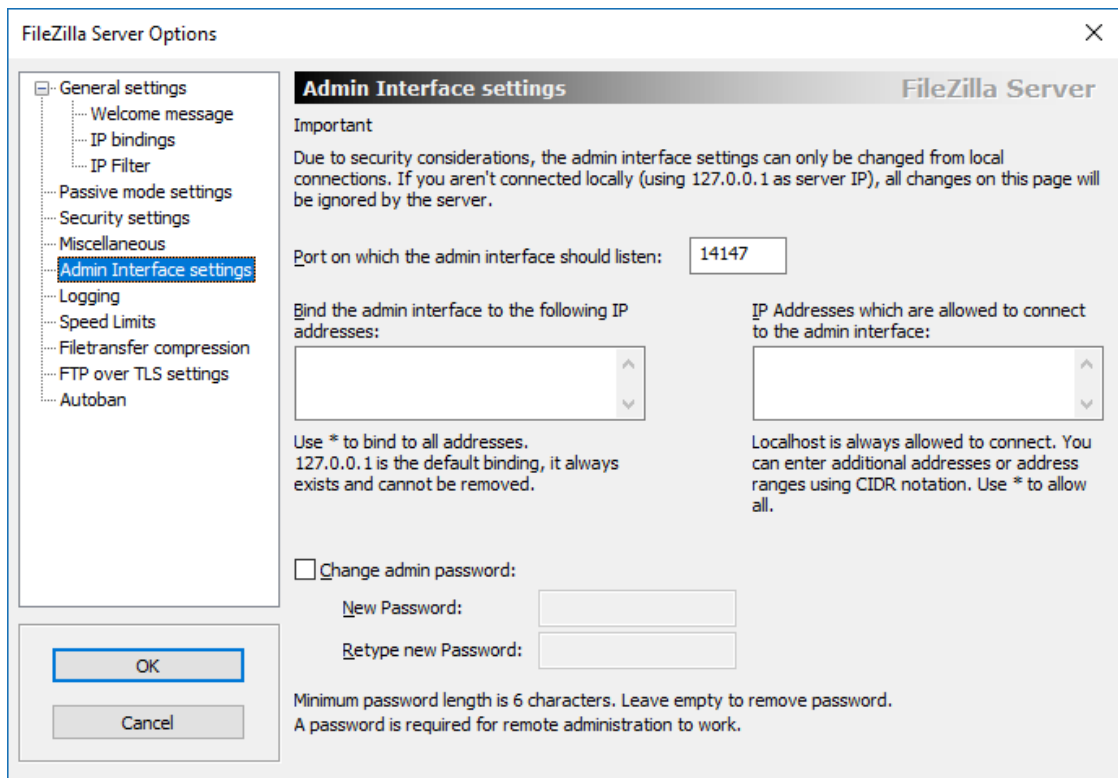 FileZilla Server Options
General settings
Welcome message
IP bindings
IP Filter
Passive mode settings
Security settings
Miscellaneous
Admin Interface settings
Logging
Speed Limits
Filetransfer compression
FTP over TLS settings
Autoban
OK
Cancel
Admin Interface settings
FileZilla Server
Important
Due to security considerations, the admin interface settings can only be changed from local
connections. If you aren't connected locally (using 127.0.0.1 as server IP), all changes on this page will
be ignored by the server.
Port on which the admin interface should listen: 14147
Bind the admin interface to the following IP
addresses:
Use * to bind to all addresses.
127.0.0.1 is the default binding, it always
exists and cannot be removed.
IP Addresses which are allowed to connect
to the admin interface:
Localhost is always allowed to connect. You
can enter additional addresses or address
ranges using CIDR notation. Use * to allow
all.
Change admin password:
New Password:
Retype new Password:
Minimum password length is 6 characters. Leave empty to remove password.
A password is required for remote administration to work.